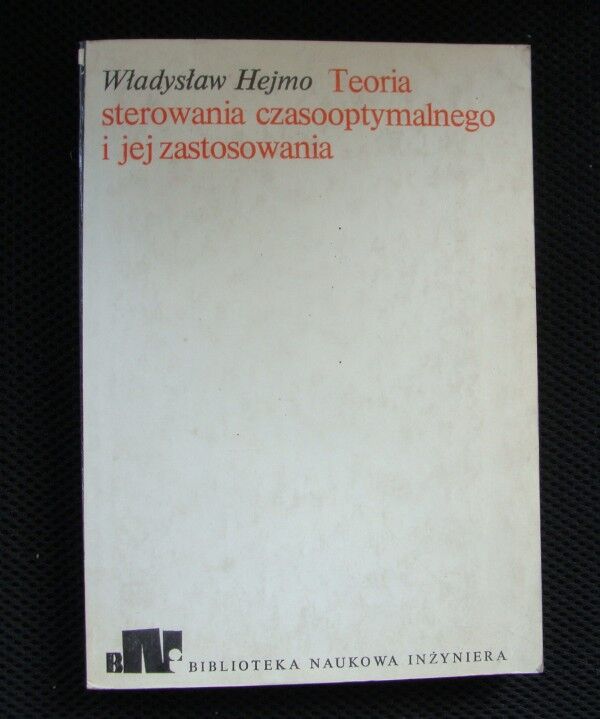 Władysław Hejmo Teoria
sterowania czasooptymalnego
i jej zastosowania
BNI BIBLIOTEKA NAUKOWA INŻYNIERA